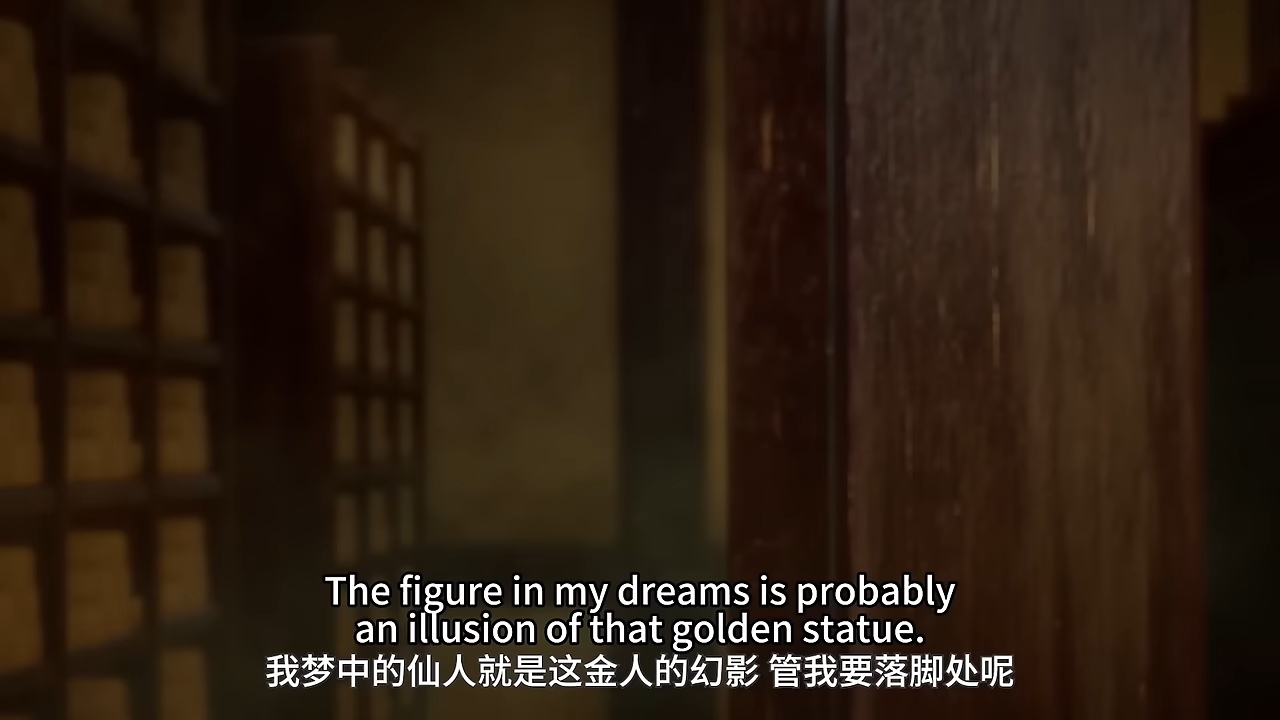 The figure in my dreams is probably
an illusion of that golden statue.
我梦中的仙人就是这金人的幻影 管我要落脚处呢